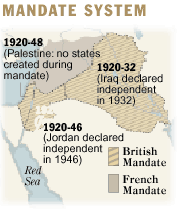 MANDATE SYSTEM
1920-48
(Palestine: no states
created during
mandate)
1920-32
(Iraq declared
independent
in 1932)
1920-46
(Jordan declared
independent
in 1946)
Red
Sea
British
Mandate
French
Mandate